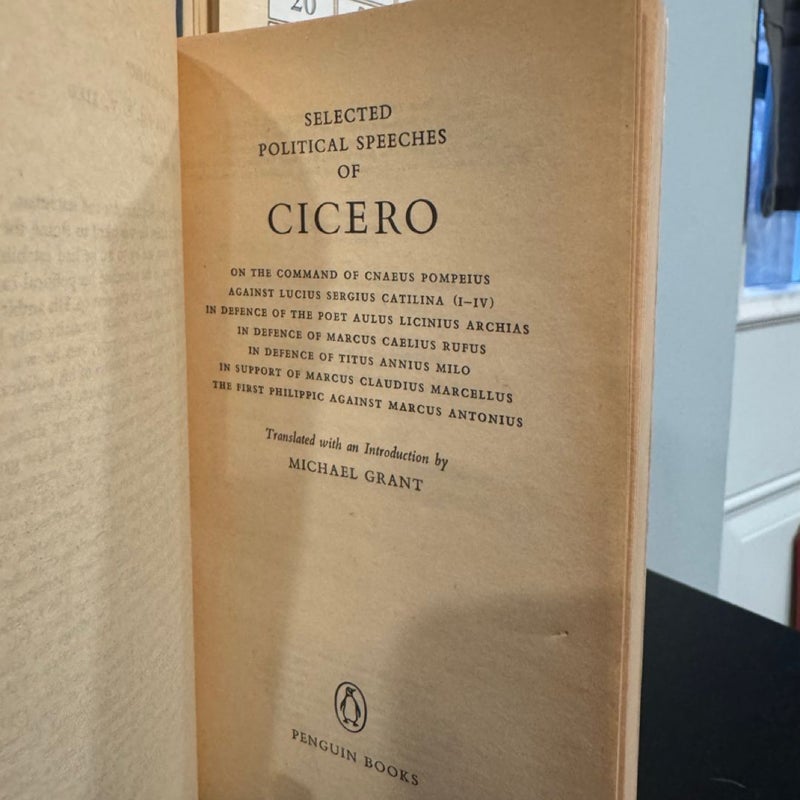 20
SELECTED
POLITICAL SPEECHES
OF
CICERO
ON THE COMMAND OF CNAEUS POMPEIUS
AGAINST LUCIUS SERGIUS CATILINA (I–IV)
IN DEFENCE OF THE POET AULUS LICINIUS ARCHIAS
IN DEFENCE OF MARCUS CAELIUS RUFUS
IN DEFENCE OF TITUS ANNIUS MILO
IN SUPPORT OF MARCUS CLAUDIUS MARCELLUS
THE FIRST PHILIPPIC AGAINST MARCUS ANTONIUS
Translated with an Introduction by
MICHAEL GRANT
PENGUIN BOOKS